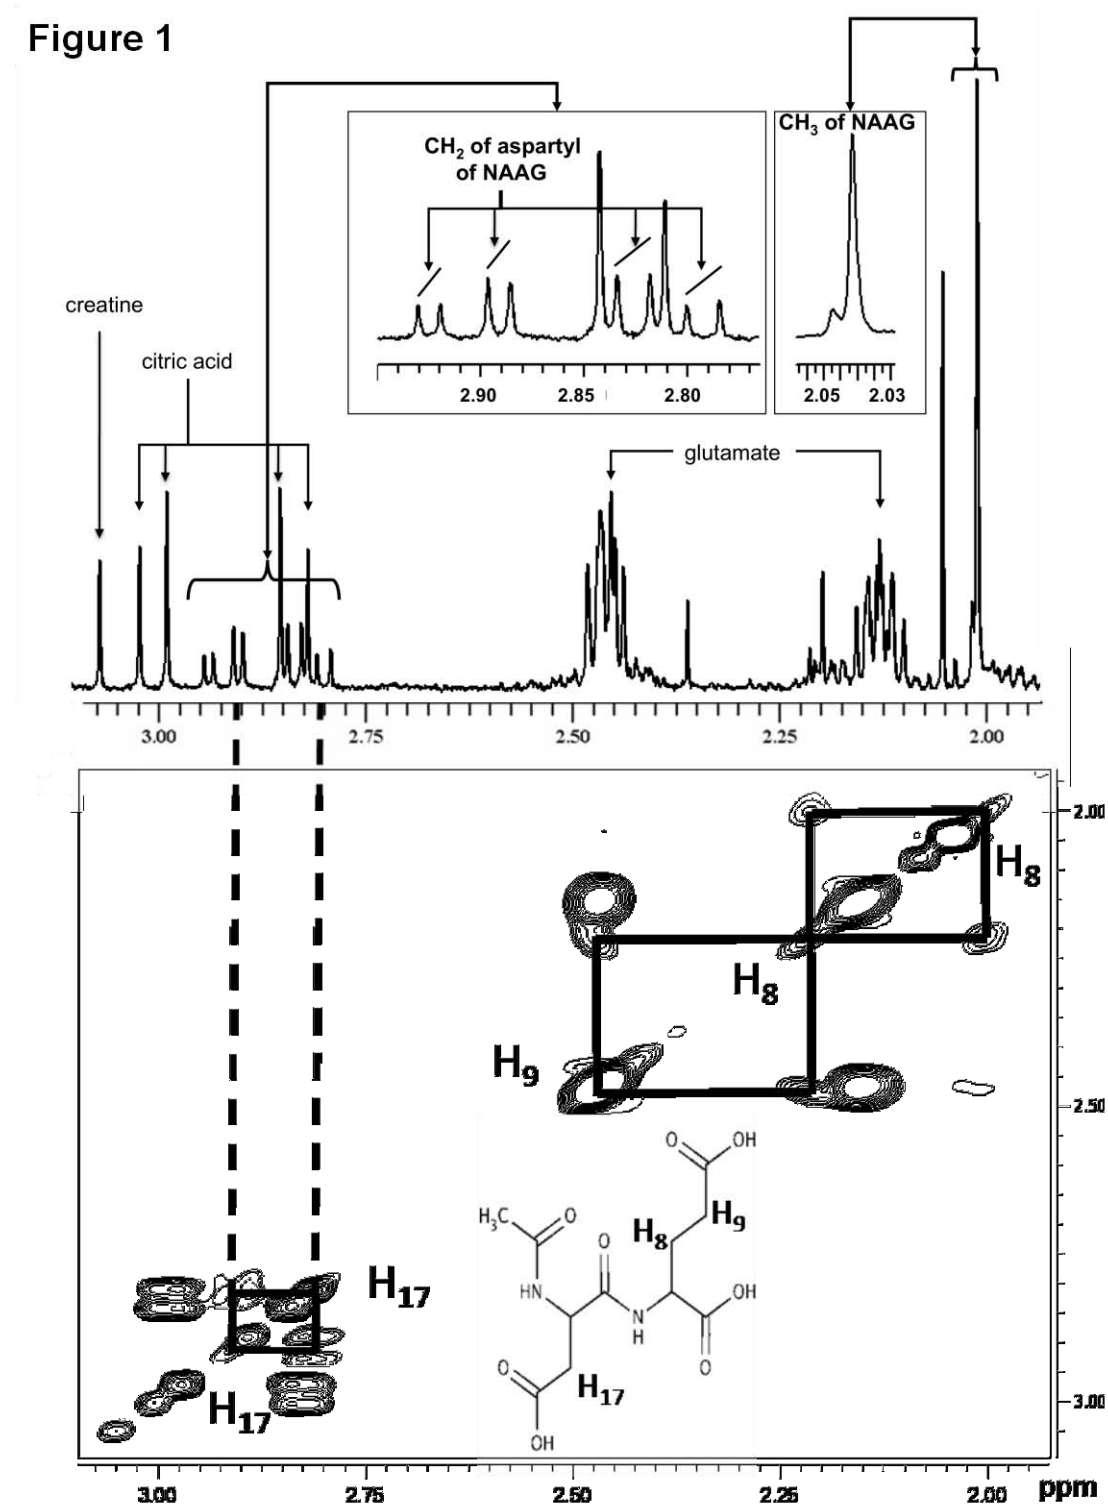 Figure 1
CH2 of aspartyl
of NAAG
2.90 2.85 2.80
CH3 of NAAG
2.05 2.03
creatine
citric acid
glutamate
3.00 2.75 2.50 2.25 2.00
2.00
H8
H8
H9
2.50
H3C
O
HN
O
O
OH
H8
H9
OH
O
N
H
O
H17
OH
H17
H17
3.00
3.00 2.75 2.50 2.25 2.00 ppm